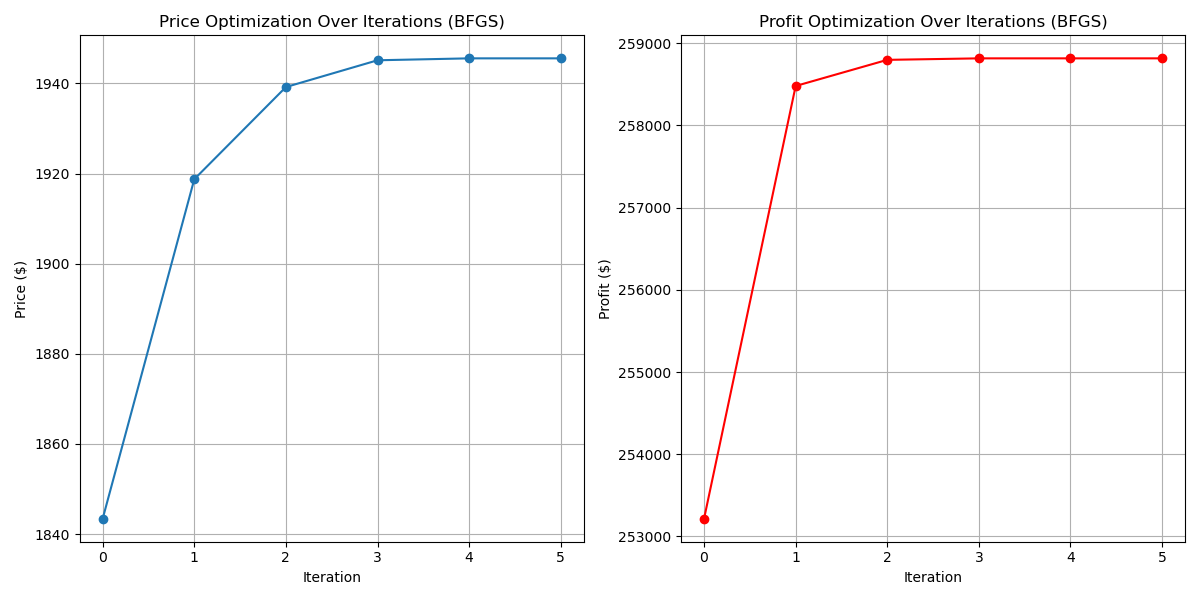 Price Optimization Over Iterations (BFGS)
Price ($)
1940
1920
1900
1880
1860
1840
0 1 2 3 4 5
Iteration
Profit Optimization Over Iterations (BFGS)
Profit ($)
259000
258000
257000
256000
255000
254000
253000
0 1 2 3 4 5
Iteration